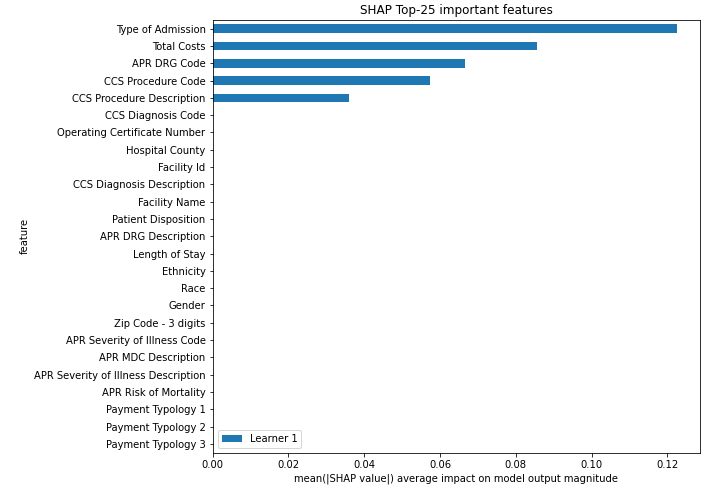 SHAP Top-25 important features
Type of Admission
Total Costs
APR DRG Code
CCS Procedure Code
CCS Procedure Description
CCS Diagnosis Code
Operating Certificate Number
Hospital County
Facility Id
CCS Diagnosis Description
Facility Name
Patient Disposition
APR DRG Description
Length of Stay
Ethnicity
Race
Gender
Zip Code - 3 digits
APR Severity of Illness Code
APR MDC Description
APR Severity of Illness Description
APR Risk of Mortality
Payment Typology 1
Payment Typology 2
Payment Typology 3
feature
Learner 1
0.00 0.02 0.04 0.06 0.08 0.10 0.12
mean(|SHAP value|) average impact on model output magnitude